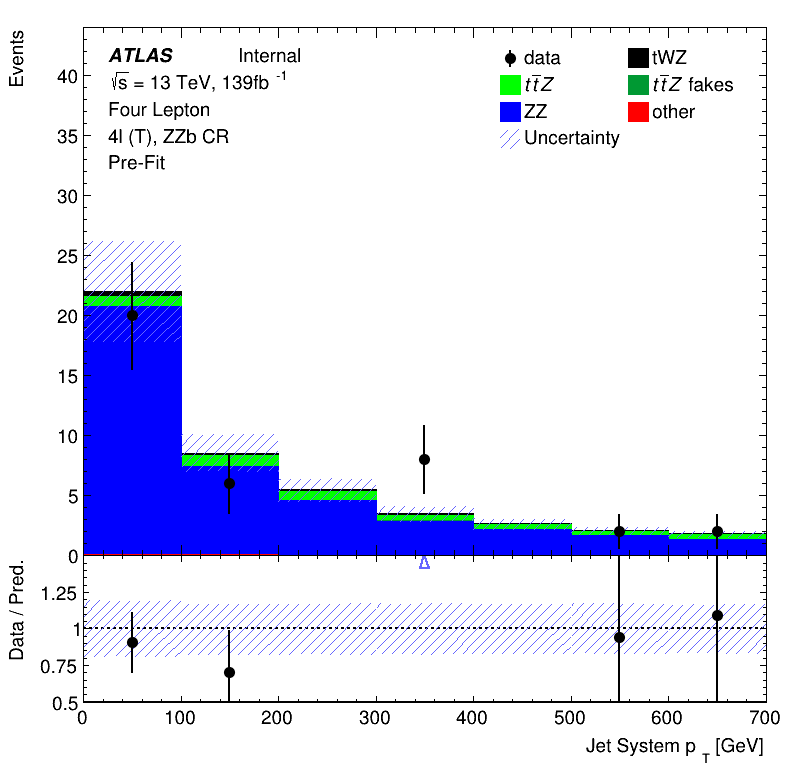 Events
ATLAS Internal
√s = 13 TeV, 139fb⁻¹
Four Lepton
4l (T), ZZb CR
Pre-Fit
data
tWZ
tt̄Z
tt̄Z fakes
ZZ
other
Uncertainty
40
35
30
25
20
15
10
5
0
Data / Pred.
1.25
1
0.75
0.5
0 100 200 300 400 500 600 700
Jet System p_T [GeV]